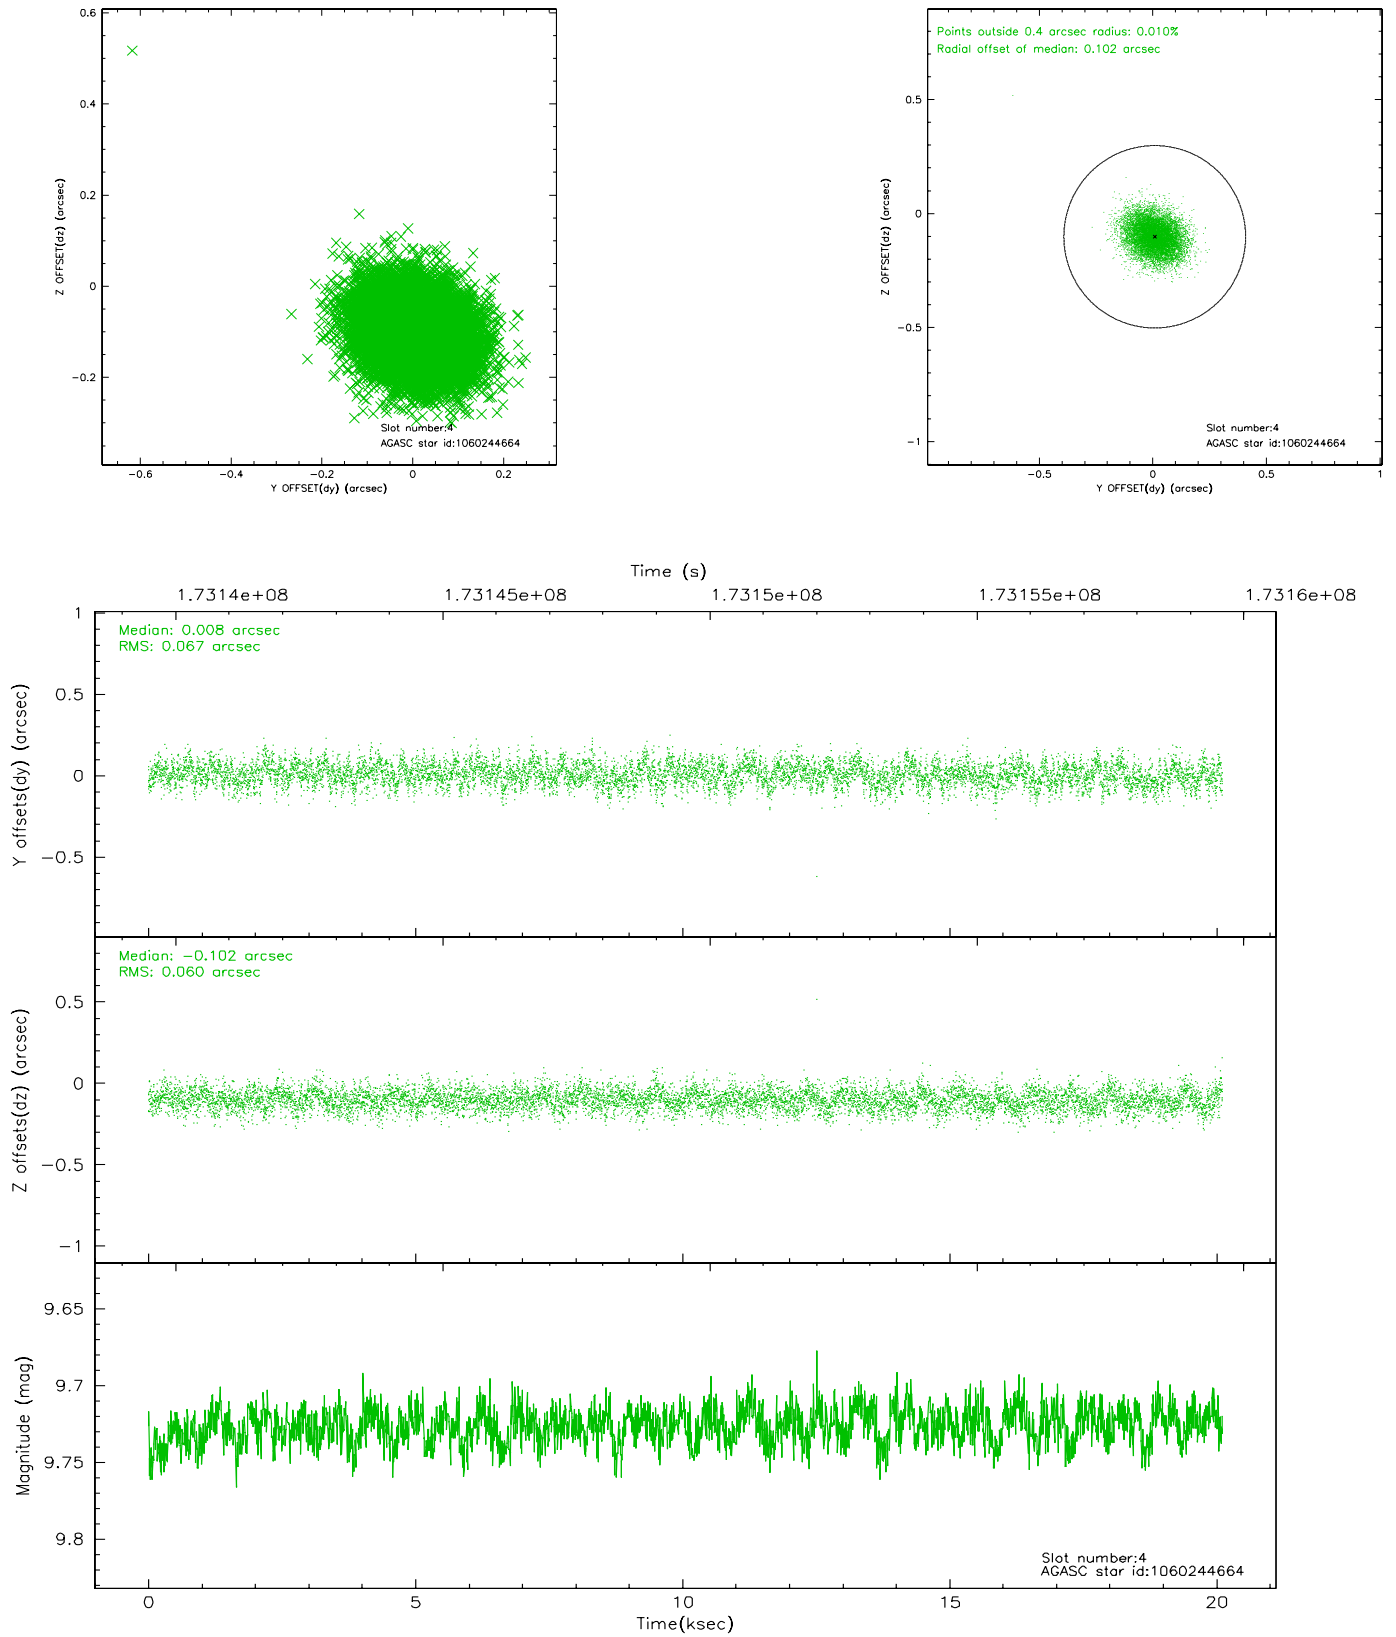 0.6
0.4
0.2
0
−0.2
Z OFFSET(dz) (arcsec)
Slot number:4
AGASC star id:1060244664
−0.6 −0.4 −0.2 0 0.2
Y OFFSET(dy) (arcsec)
Points outside 0.4 arcsec radius: 0.010%
Radial offset of median: 0.102 arcsec
0.5
0
−0.5
−1
Z OFFSET(dz) (arcsec)
Slot number:4
AGASC star id:1060244664
−0.5 0 0.5 1
Y OFFSET(dy) (arcsec)
Time (s)
1.7314e+08 1.73145e+08 1.7315e+08 1.73155e+08 1.7316e+08
Median: 0.008 arcsec
RMS: 0.067 arcsec
1
0.5
0
−0.5
Y offsets(dy) (arcsec)
Median: −0.102 arcsec
RMS: 0.060 arcsec
0.5
0
−0.5
−1
Z offsets(dz) (arcsec)
9.65
9.7
9.75
9.8
Magnitude (mag)
Slot number:4
AGASC star id:1060244664
0 5 10 15 20
Time(ksec)